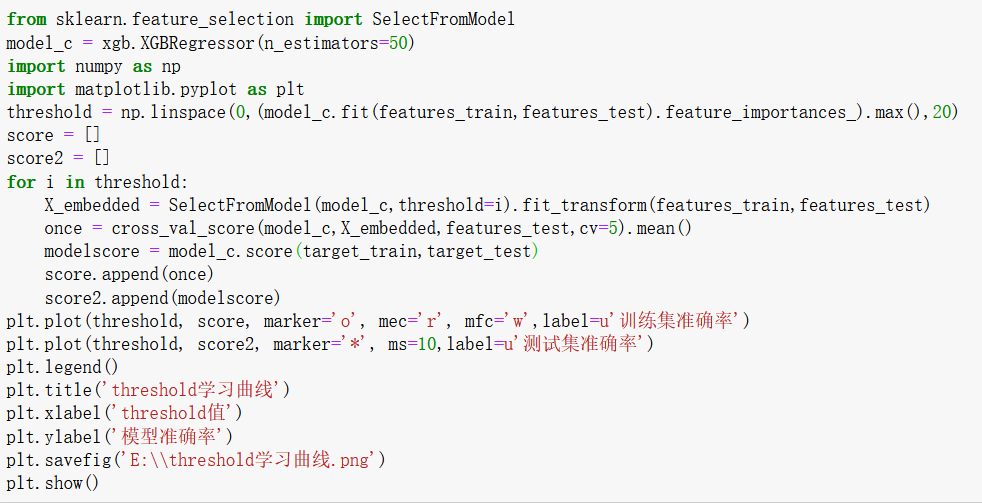 from sklearn.feature_selection import SelectFromModel
model_c = xgb.XGBRegressor(n_estimators=50)
import numpy as np
import matplotlib.pyplot as plt
threshold = np.linspace(0,(model_c.fit(features_train,features_test).feature_importances_).max(),20)
score = []
score2 = []
for i in threshold:
    X_embedded = SelectFromModel(model_c,threshold=i).fit_transform(features_train,features_test)
    once = cross_val_score(model_c,X_embedded,features_test,cv=5).mean()
    modelscore = model_c.score(target_train,target_test)
    score.append(once)
    score2.append(modelscore)
plt.plot(threshold, score, marker='o', mec='r', mfc='w',label=u'训练集准确率')
plt.plot(threshold, score2, marker='*', ms=10,label=u'测试集准确率')
plt.legend()
plt.title('threshold学习曲线')
plt.xlabel('threshold值')
plt.ylabel('模型准确率')
plt.savefig('E:\\threshold学习曲线.png')
plt.show()